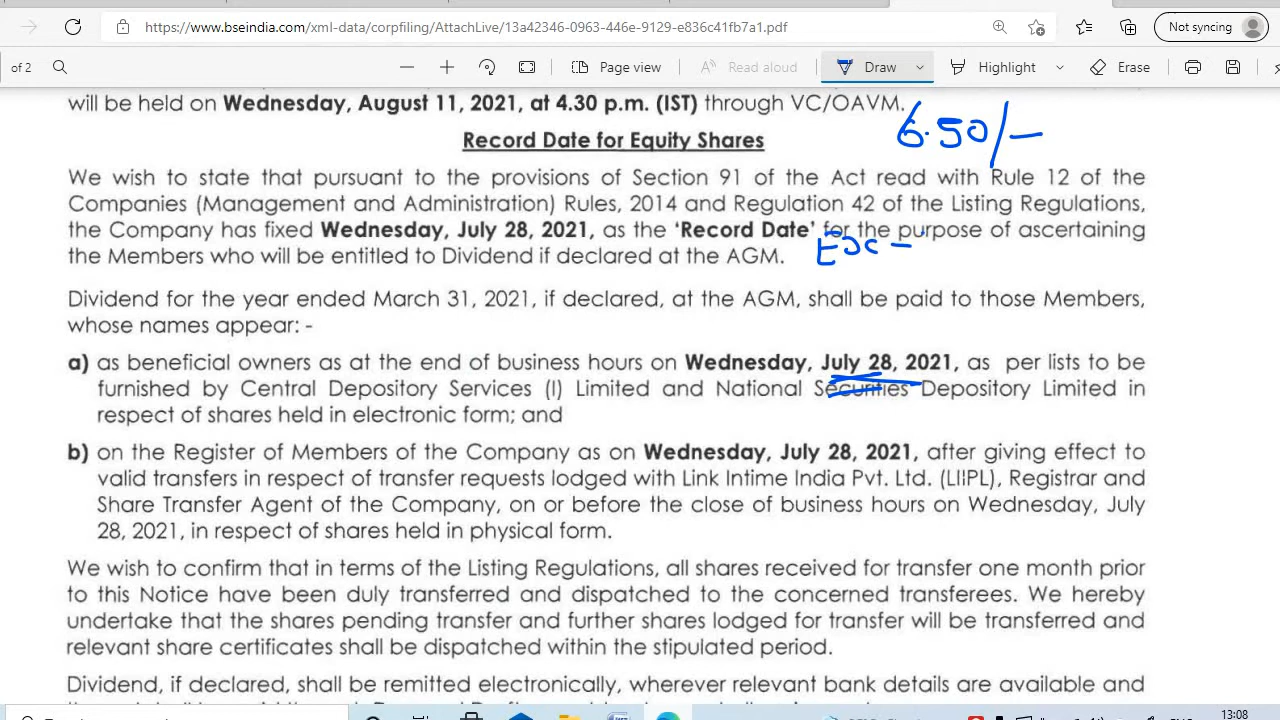 https://www.bseindia.com/xml-data/corpfiling/AttachLive/13a42346-0963-446e-9129-e836c41fb7a1.pdf
Not syncing
of 2
Page view
Read aloud
Draw
Highlight
Erase
will be held on Wednesday, August 11, 2021, at 4.30 p.m. (IST) through VC/OAVM.
6.50/-
Record Date for Equity Shares
We wish to state that pursuant to the provisions of Section 91 of the Act read with Rule 12 of the
Companies (Management and Administration) Rules, 2014 and Regulation 42 of the Listing Regulations,
the Company has fixed Wednesday, July 28, 2021, as the ‘Record Date’ for the purpose of ascertaining
the Members who will be entitled to Dividend if declared at the AGM.
Dividend for the year ended March 31, 2021, if declared, at the AGM, shall be paid to those Members,
whose names appear: -
a) as beneficial owners as at the end of business hours on Wednesday, July 28, 2021, as per lists to be
furnished by Central Depository Services (I) Limited and National Securities Depository Limited in
respect of shares held in electronic form; and
b) on the Register of Members of the Company as on Wednesday, July 28, 2021, after giving effect to
valid transfers in respect of transfer requests lodged with Link Intime India Pvt. Ltd. (LIIPL), Registrar and
Share Transfer Agent of the Company, on or before the close of business hours on Wednesday, July
28, 2021, in respect of shares held in physical form.
We wish to confirm that in terms of the Listing Regulations, all shares received for transfer one month prior
to this Notice have been duly transferred and dispatched to the concerned transferees. We hereby
undertake that the shares pending transfer and further shares lodged for transfer will be transferred and
relevant share certificates shall be dispatched within the stipulated period.
Dividend, if declared, shall be remitted electronically, wherever relevant bank details are available and
13:08